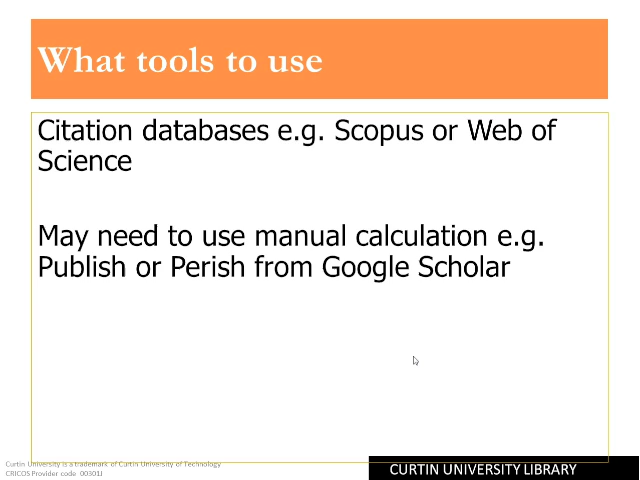 What tools to use
Citation databases e.g. Scopus or Web of
Science
May need to use manual calculation e.g.
Publish or Perish from Google Scholar
Curtin University is a trademark of Curtin University of Technology
CRICOS Provider code 00301J
CURTIN UNIVERSITY LIBRARY